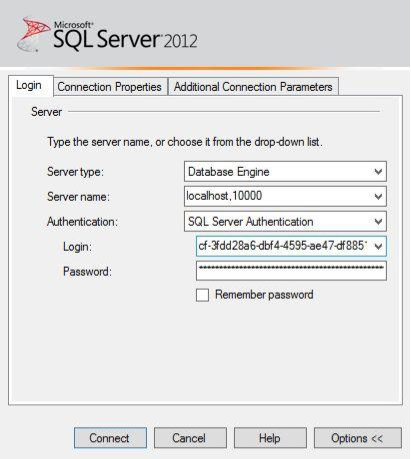 Microsoft®
SQL Server® 2012
Login Connection Properties Additional Connection Parameters
Server
Type the server name, or choose it from the drop-down list.
Server type: Database Engine
Server name: localhost,10000
Authentication: SQL Server Authentication
Login: cf-3fdd28a6-dbf4-4595-ae47-df8851
Password: ****************************************
Remember password
Connect Cancel Help Options <<